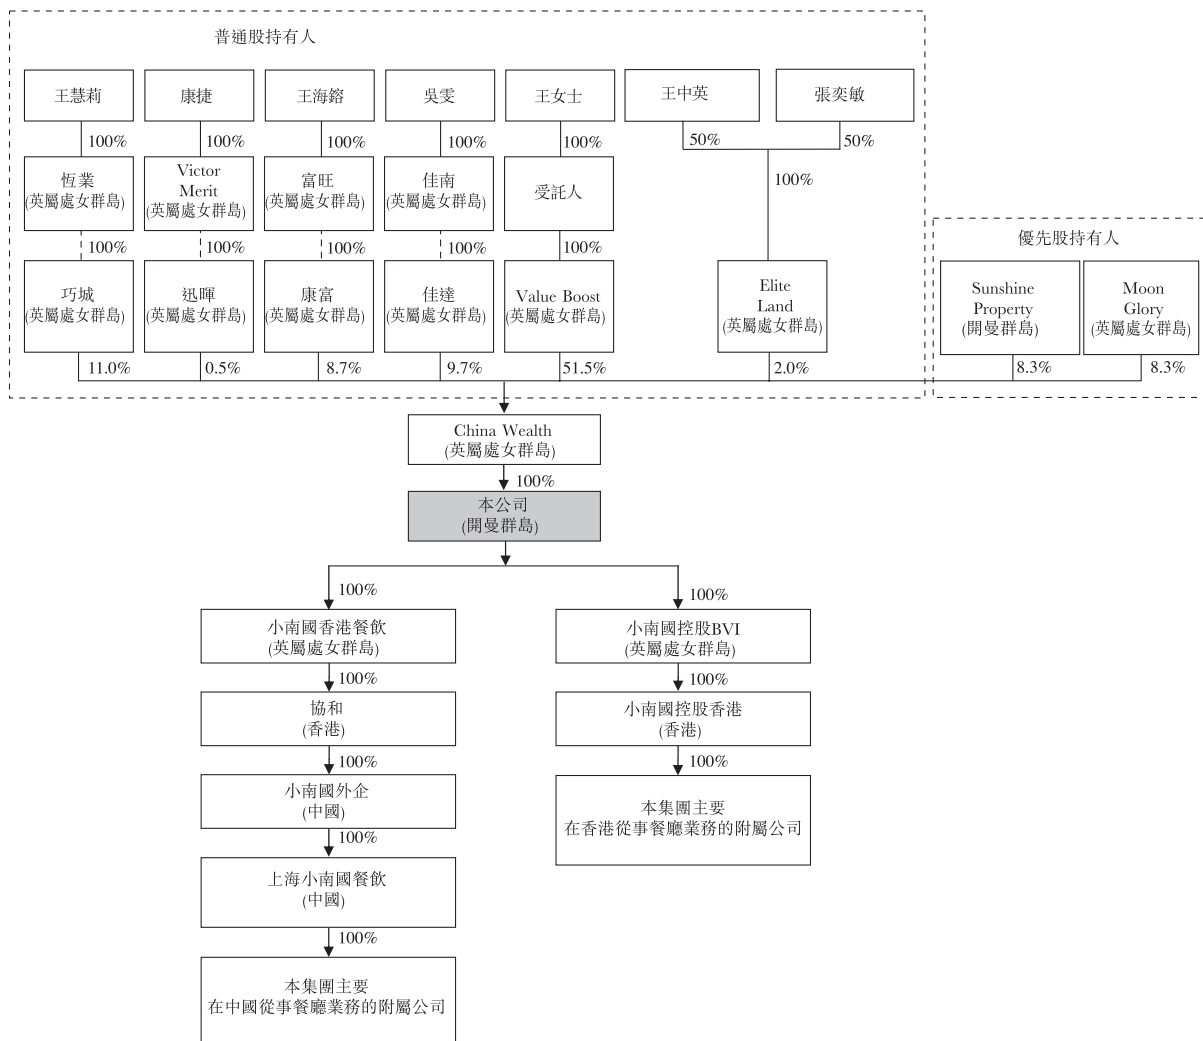 普通股持有人
王慧莉
康捷
王海鎔
吳雯
王女士
王中英
張奕敏
100%
100%
100%
100%
100%
50%
50%
恆業
(英屬處女群島)
Victor
Merit
(英屬處女群島)
富旺
(英屬處女群島)
佳南
(英屬處女群島)
受託人
100%
優先股持有人
100%
100%
100%
100%
100%
巧城
(英屬處女群島)
迅暉
(英屬處女群島)
康富
(英屬處女群島)
佳達
(英屬處女群島)
Value Boost
(英屬處女群島)
Elite
Land
(英屬處女群島)
Sunshine
Property
(開曼群島)
Moon
Glory
(英屬處女群島)
11.0%
0.5%
8.7%
9.7%
51.5%
2.0%
8.3%
8.3%
China Wealth
(英屬處女群島)
100%
本公司
(開曼群島)
100%
100%
小南國香港餐飲
(英屬處女群島)
小南國控股BVI
(英屬處女群島)
100%
100%
協和
(香港)
小南國控股香港
(香港)
100%
100%
小南國外企
(中國)
本集團主要
在香港從事餐廳業務的附屬公司
100%
上海小南國餐飲
(中國)
100%
本集團主要
在中國從事餐廳業務的附屬公司